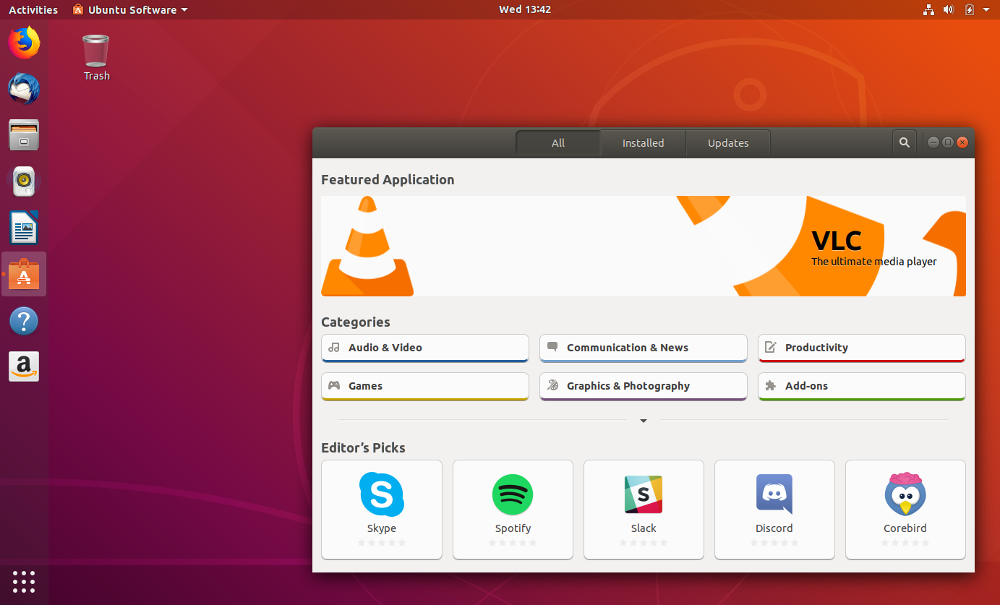 Activities
Ubuntu Software
Wed 13:42
Trash
All
Installed
Updates
Featured Application
VLC
The ultimate media player
Categories
Audio & Video
Communication & News
Productivity
Games
Graphics & Photography
Add-ons
Editor’s Picks
Skype
Spotify
Slack
Discord
Corebird